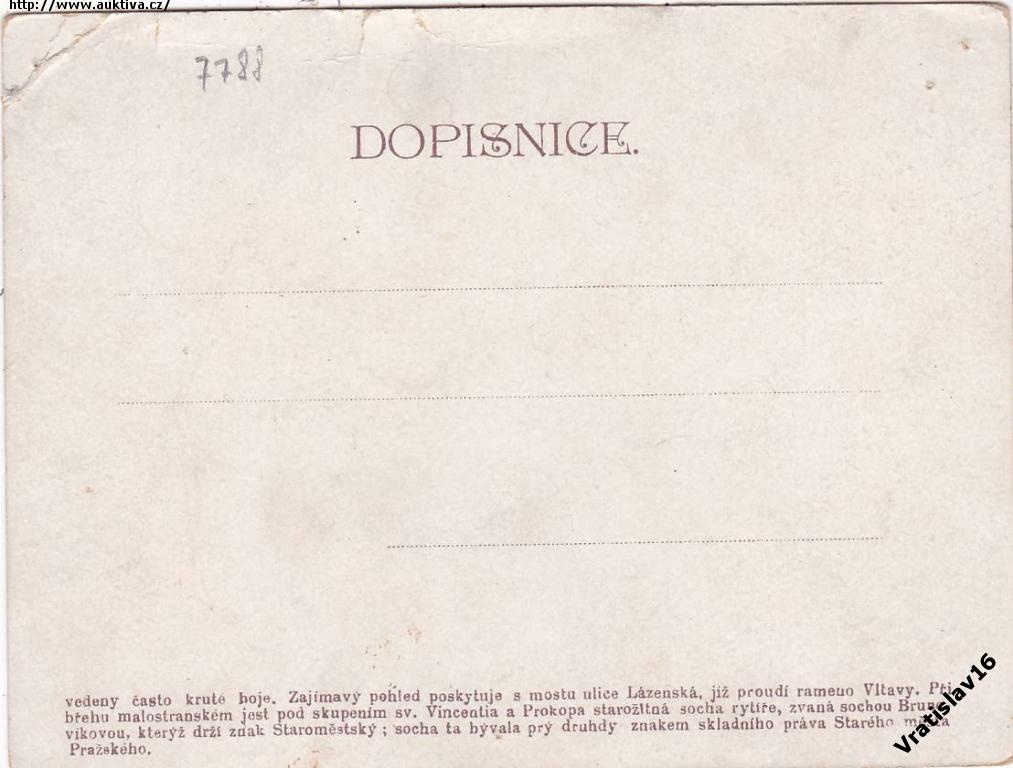 http://www.auktiva.cz/
7788
DOPISNICE.
vedeny často kruté boje. Zajímavý pohled poskytuje s mostu ulice Lázenská, jíž proudí rameno Vltavy. Při
břehu malostranském jest pod skupením sv. Vincentia a Prokopa starožitná socha rytíře, zvaná sochou
víkovou, kterýž drží znak Staroměstský; socha ta bývala prý druhdy znakem skladního práva Starého
Pražského.
Vratislav16